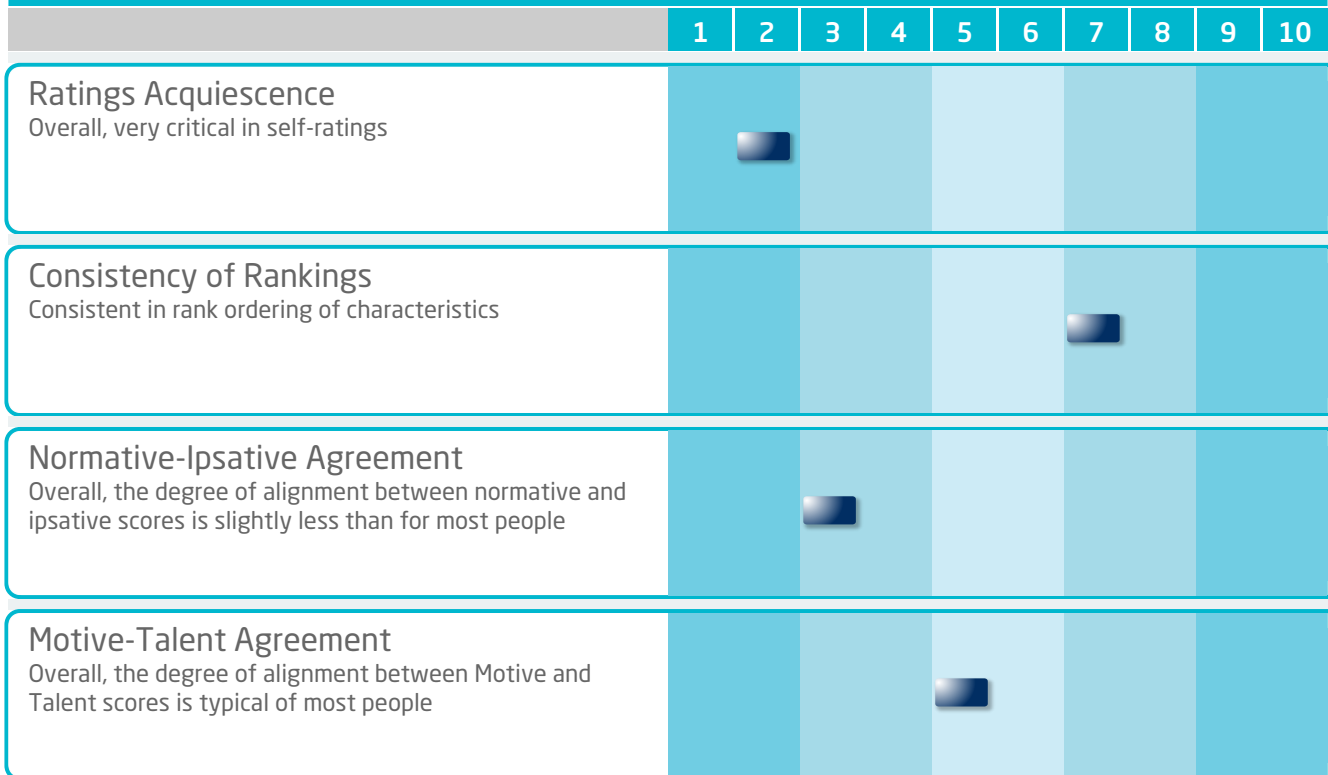 1 2 3 4 5 6 7 8 9 10
Ratings Acquiescence
Overall, very critical in self-ratings
Consistency of Rankings
Consistent in rank ordering of characteristics
Normative-Ipsative Agreement
Overall, the degree of alignment between normative and
ipsative scores is slightly less than for most people
Motive-Talent Agreement
Overall, the degree of alignment between Motive and
Talent scores is typical of most people